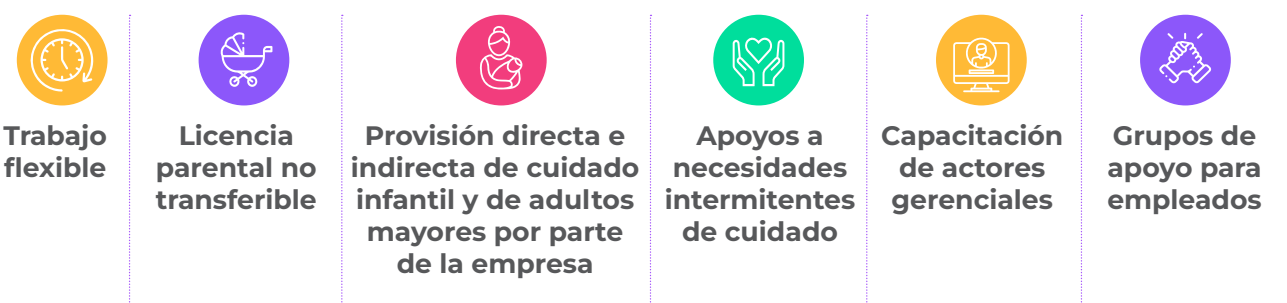 Trabajo
flexible
Licencia
parental no
transferible
Provisión directa e
indirecta de cuidado
infantil y de adultos
mayores por parte
de la empresa
Apoyos a
necesidades
intermitentes
de cuidado
Capacitación
de actores
gerenciales
Grupos de
apoyo para
empleados